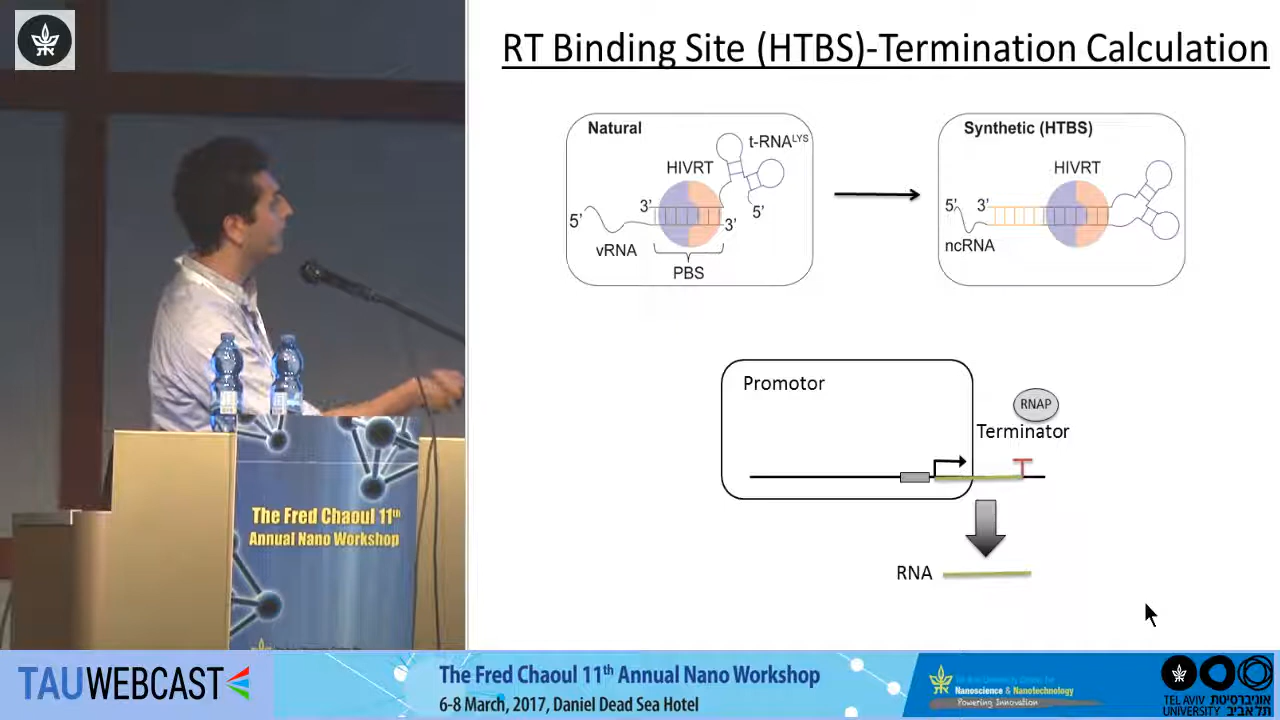 RT Binding Site (HTBS)-Termination Calculation
Natural
t-RNALYS
HIVRT
3'
5'
5'
3'
vRNA
PBS
Synthetic (HTBS)
HIVRT
5'
3'
ncRNA
Promotor
RNAP
Terminator
RNA
The Fred Chaoul 11th
Annual Nano Workshop
TAUWEBCAST
The Fred Chaoul 11th Annual Nano Workshop
6-8 March, 2017, Daniel Dead Sea Hotel
Nanoscience & Nanotechnology
Powering Innovation
TEL AVIV
UNIVERSITY
אוניברסיטת
תל אביב